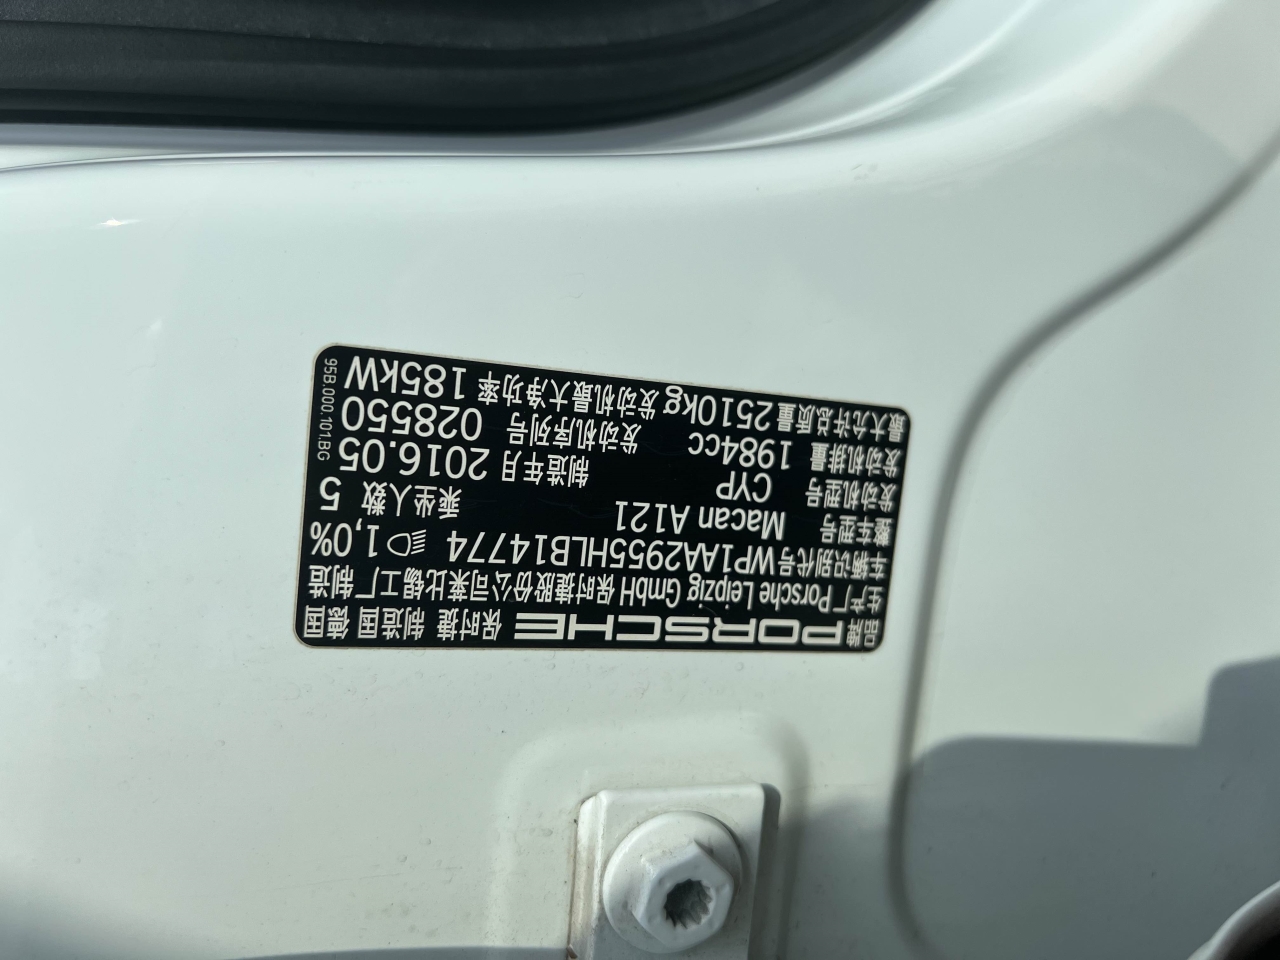 品牌 PORSCHE 保时捷 制造国 德国
生产厂 Porsche Leipzig GmbH 保时捷股份公司莱比锡工厂 制造
车辆识别代号 WP1AA2955HLB14774 1,0%
整车型号 Macan A121 乘坐人数 5
发动机型号 CYP 制造年月 2016.05
发动机排量 1984cc 发动机序列号 028550
最大允许总质量 2510kg 发动机最大净功率 185kW
95B.000.101.BG